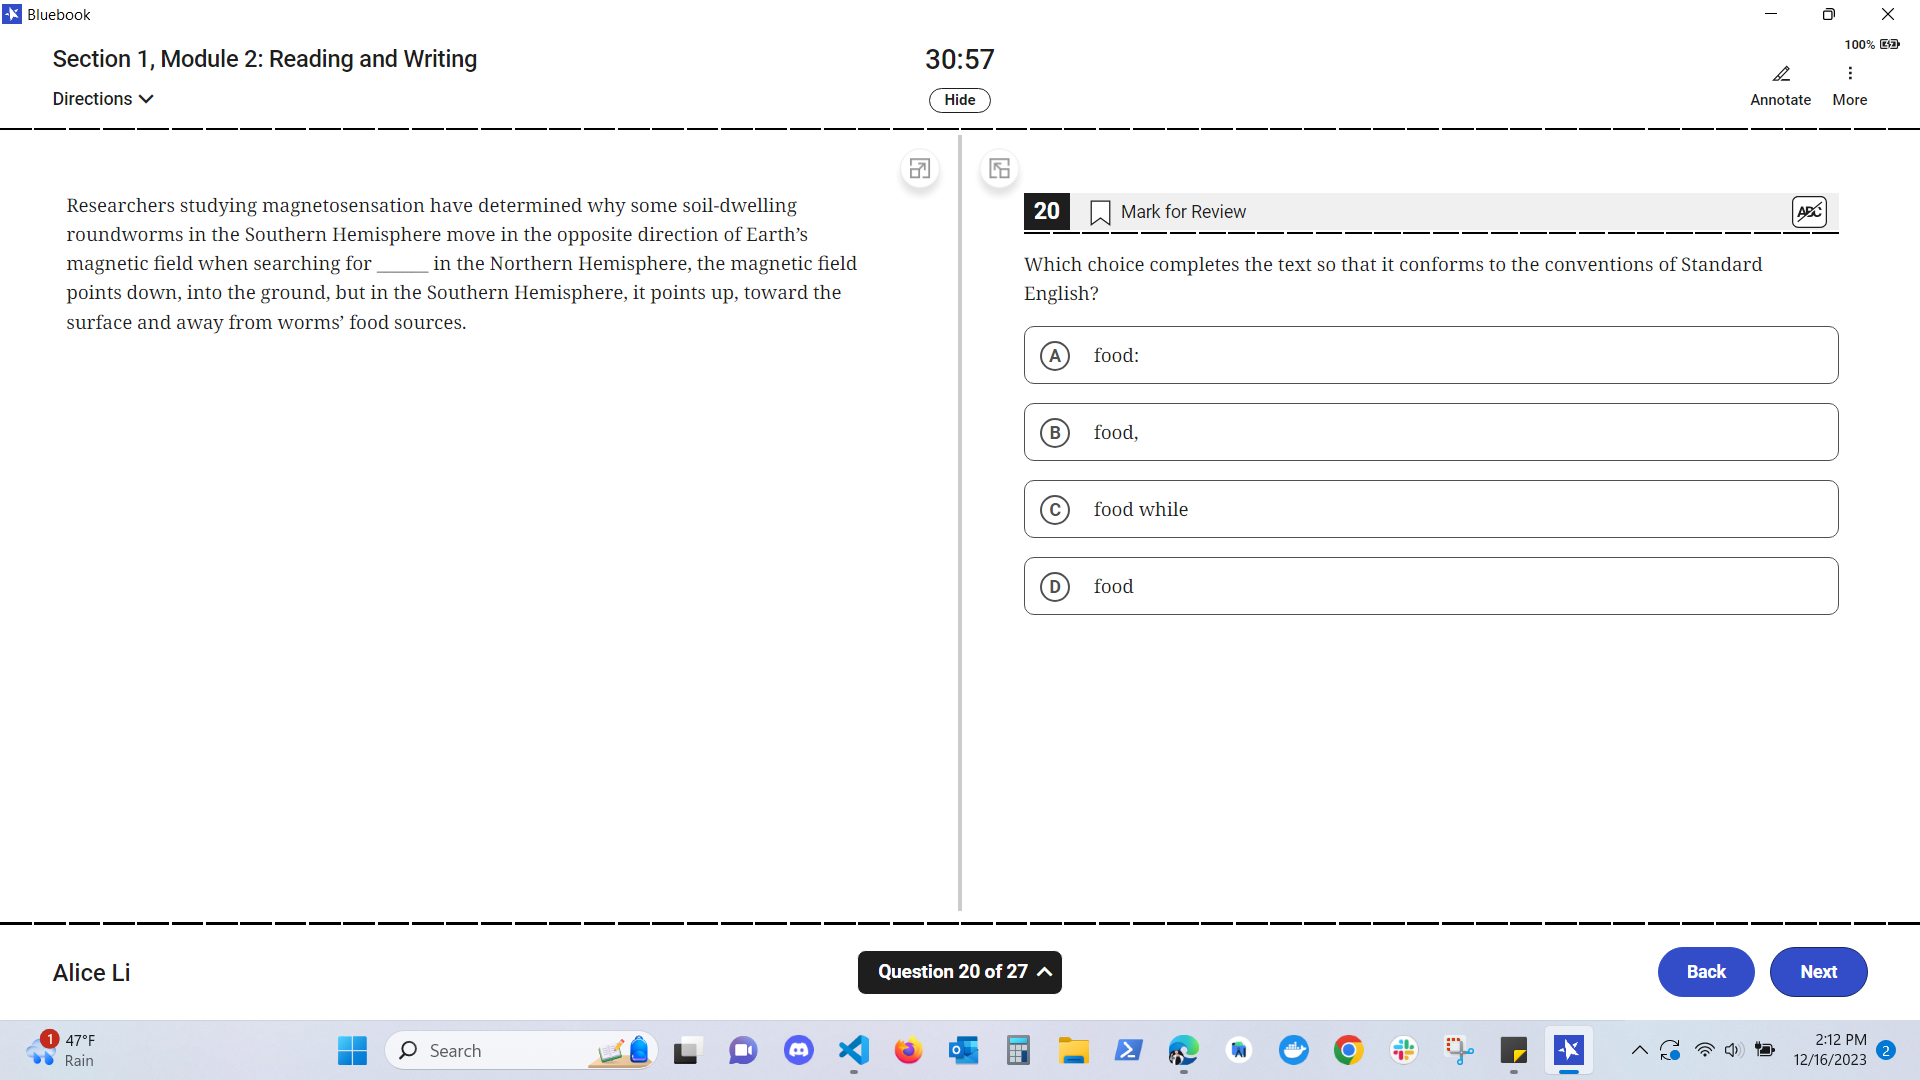 Bluebook
Section 1, Module 2: Reading and Writing
30:57
100%
Directions
Hide
Annotate
More
Researchers studying magnetosensation have determined why some soil-dwelling
roundworms in the Southern Hemisphere move in the opposite direction of Earth’s
magnetic field when searching for ______ in the Northern Hemisphere, the magnetic field
points down, into the ground, but in the Southern Hemisphere, it points up, toward the
surface and away from worms’ food sources.
20 Mark for Review ABC
Which choice completes the text so that it conforms to the conventions of Standard
English?
A food:
B food,
C food while
D food
Alice Li
Question 20 of 27
Back
Next
1
47°F
Rain
Search
2:12 PM
12/16/2023
2